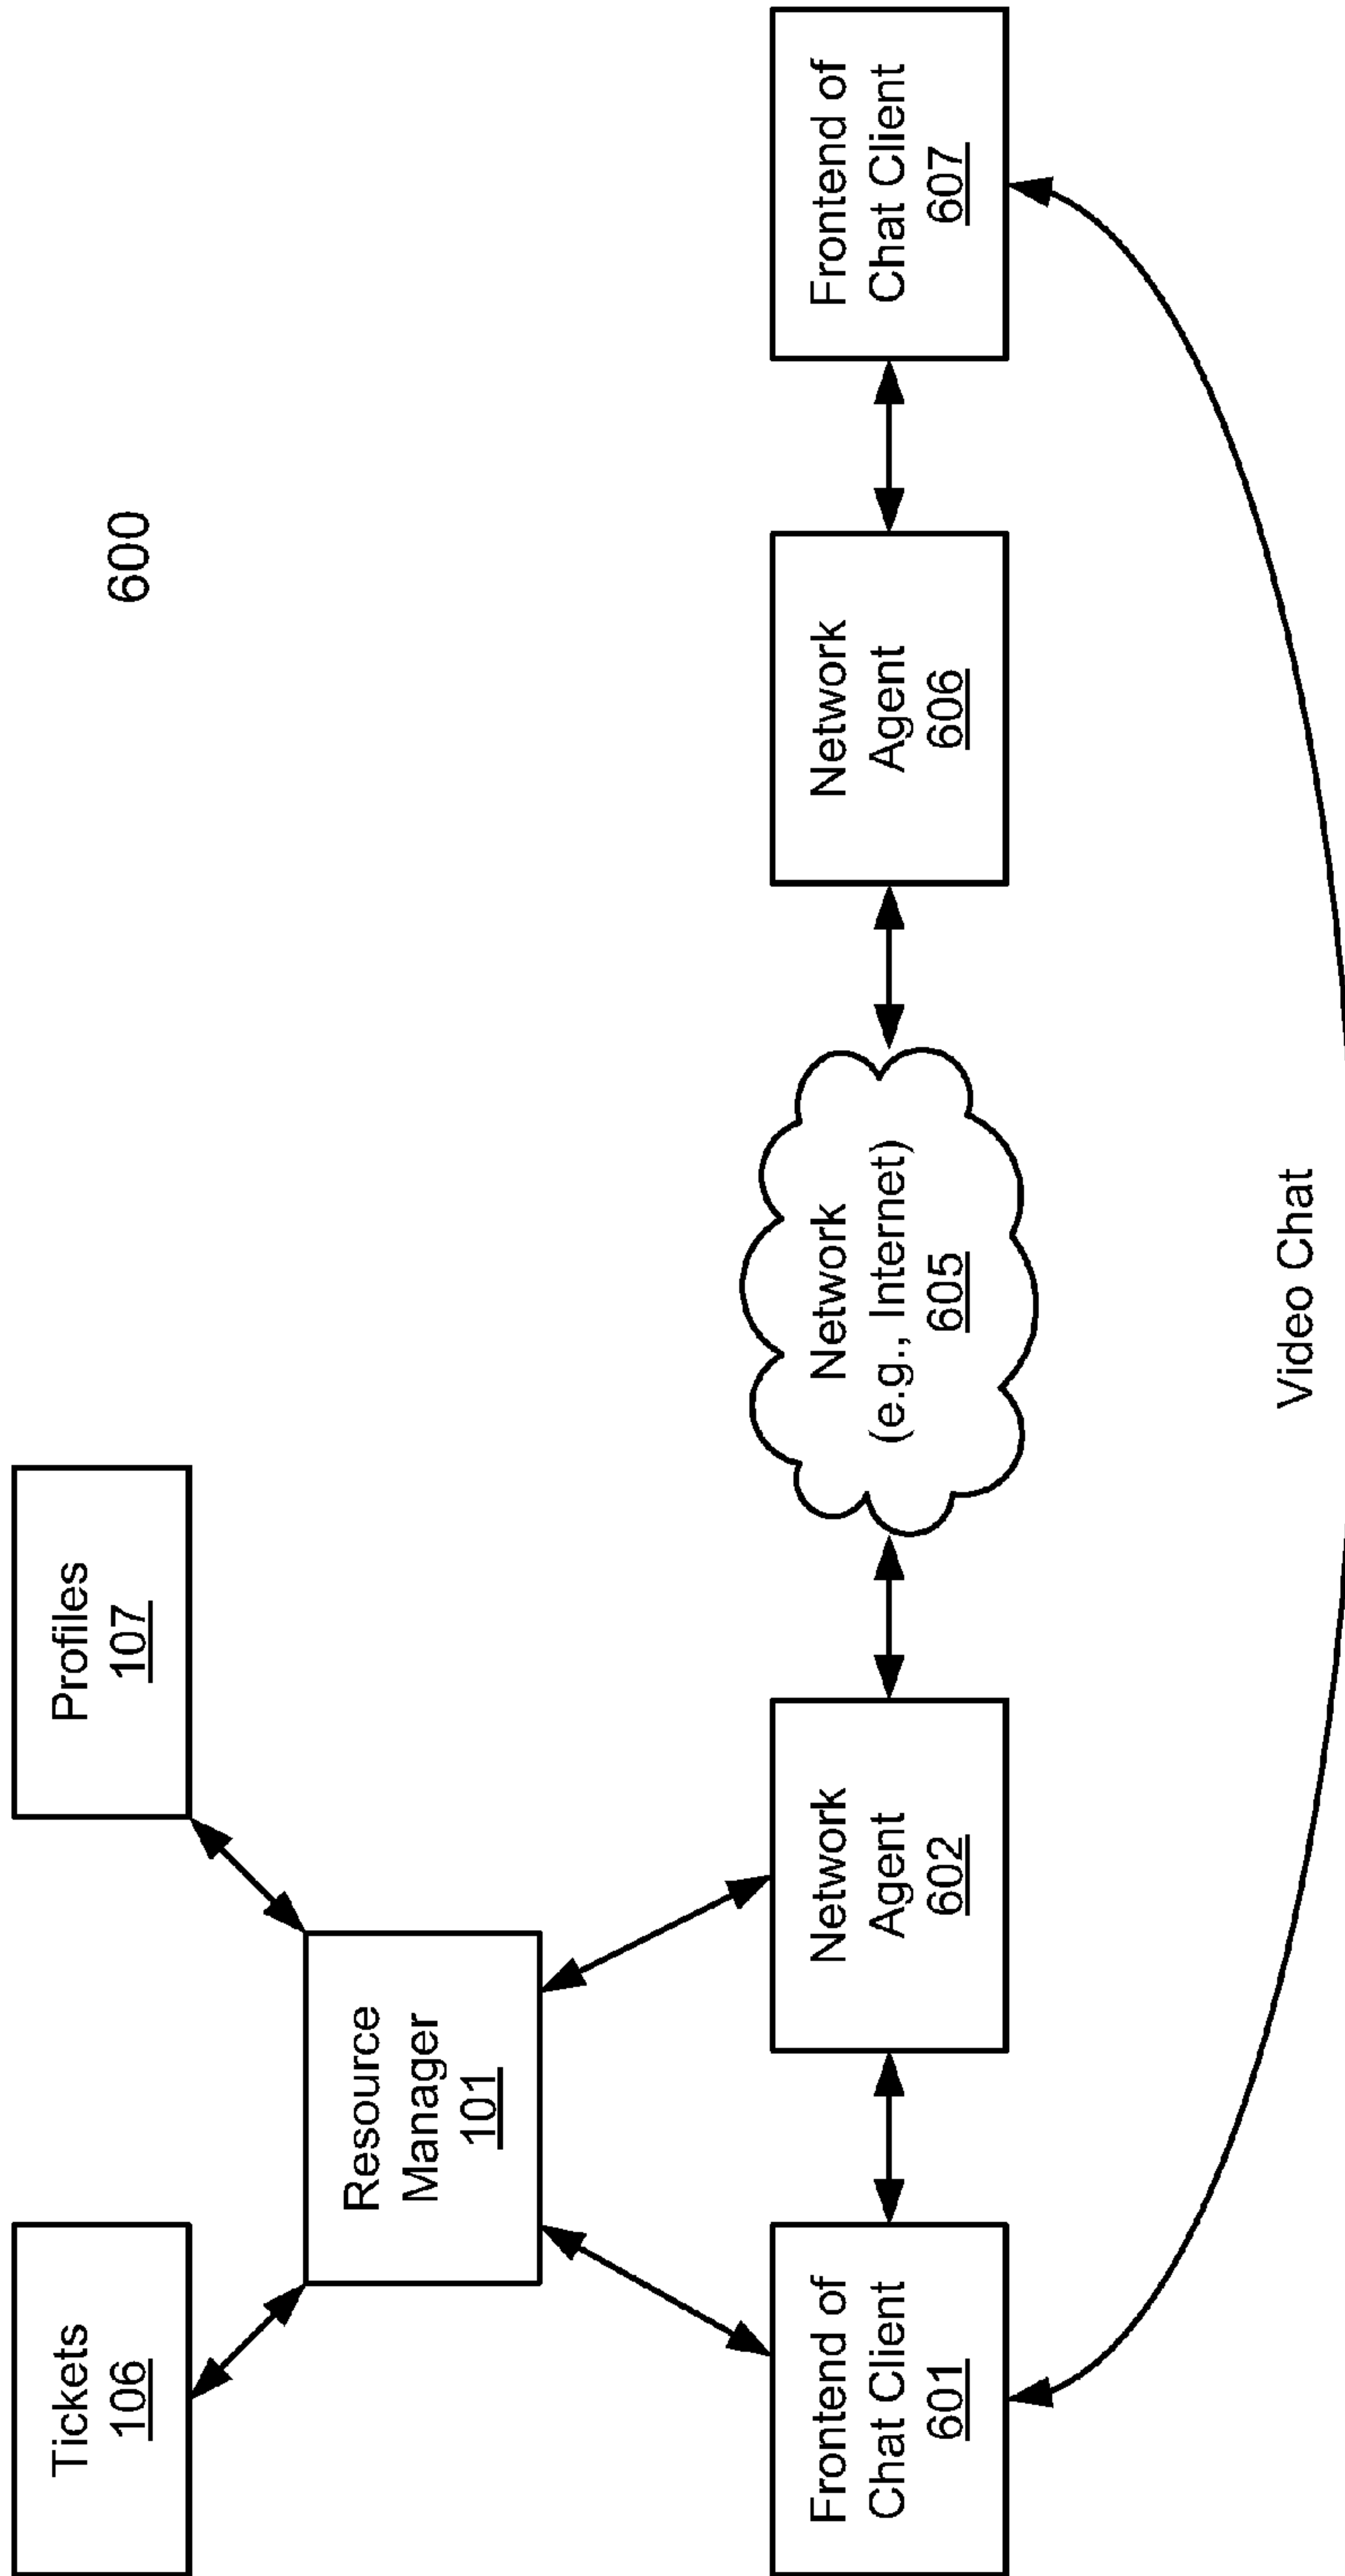 600
Tickets
106
Profiles
107
Resource
Manager
101
Frontend of
Chat Client
601
Network
Agent
602
Network
(e.g., Internet)
605
Network
Agent
606
Frontend of
Chat Client
607
Video Chat